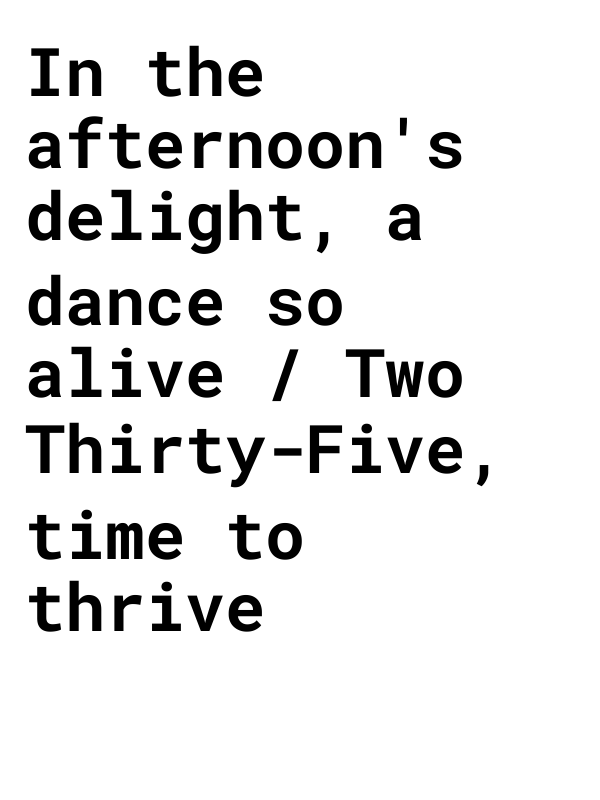 In the
afternoon's
delight, a
dance so
alive / Two
Thirty-Five,
time to
thrive